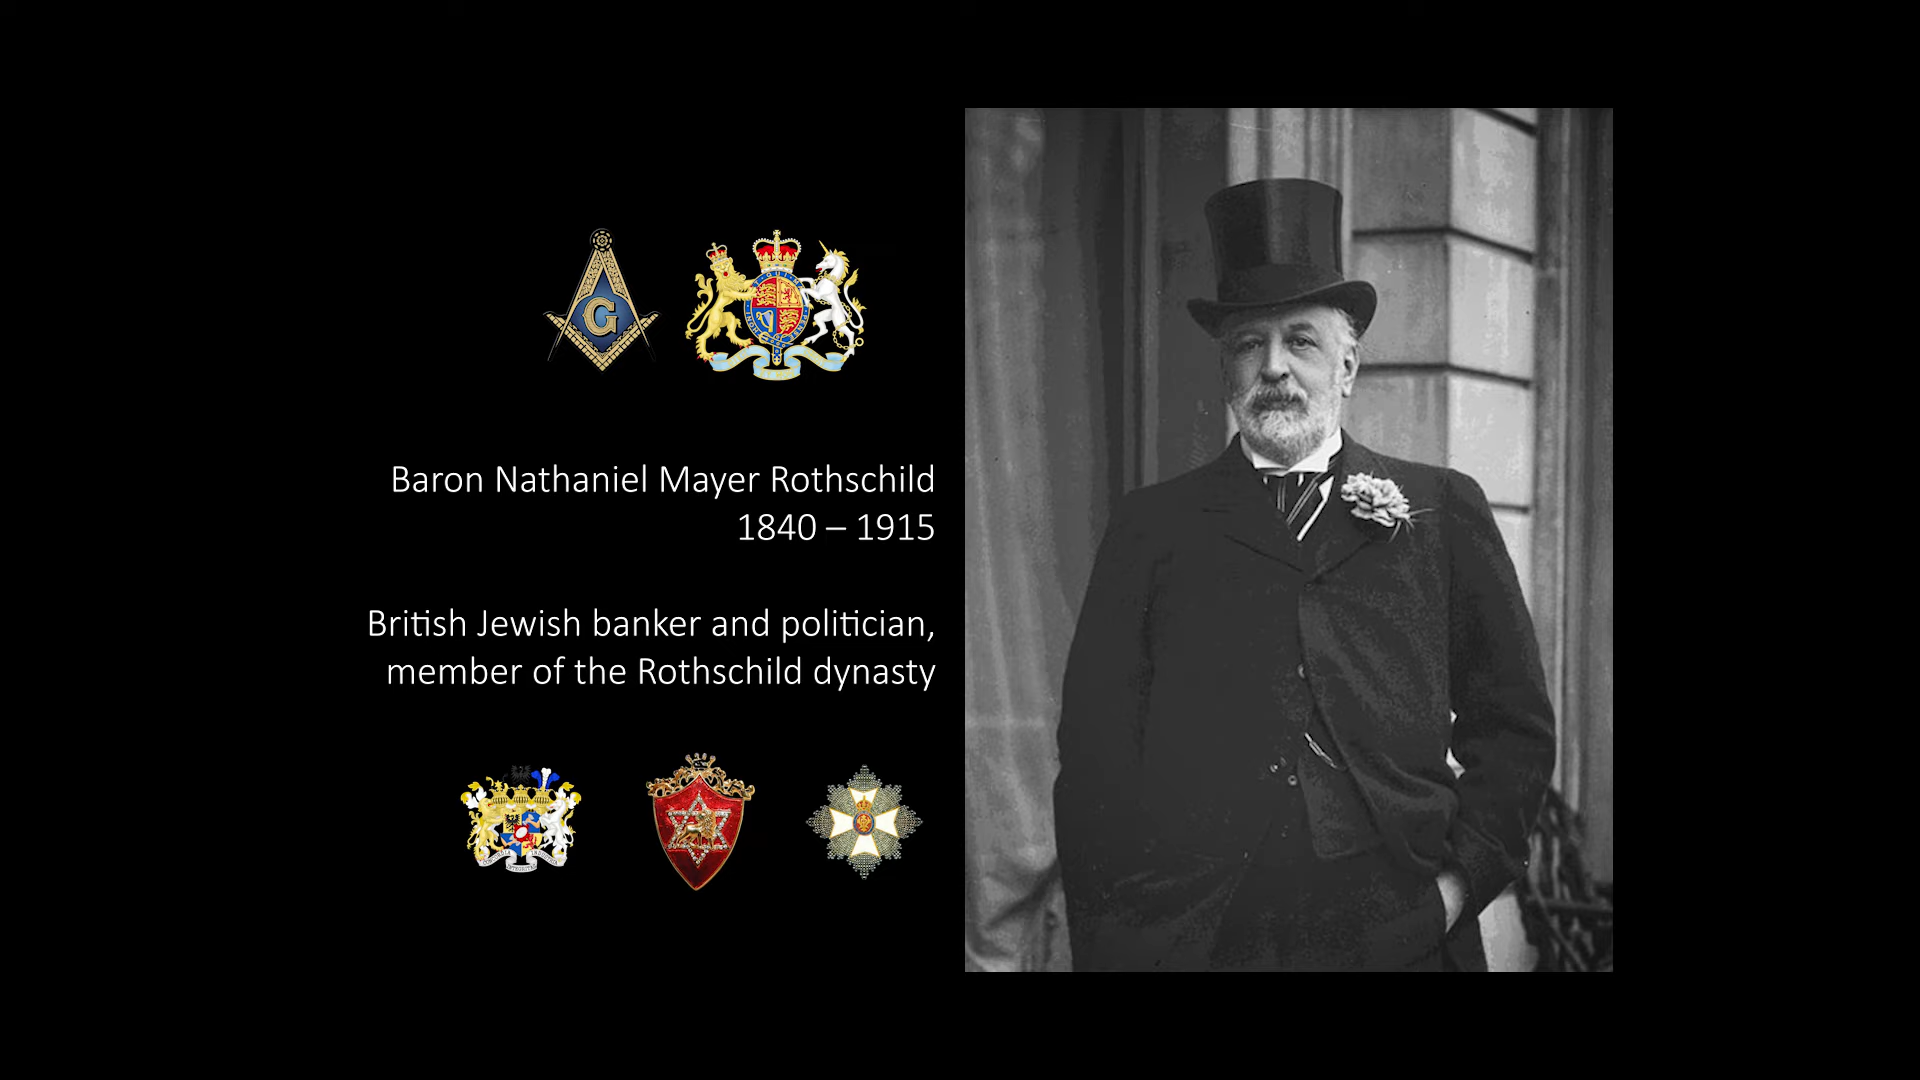 G
Baron Nathaniel Mayer Rothschild
1840 – 1915
British Jewish banker and politician,
member of the Rothschild dynasty